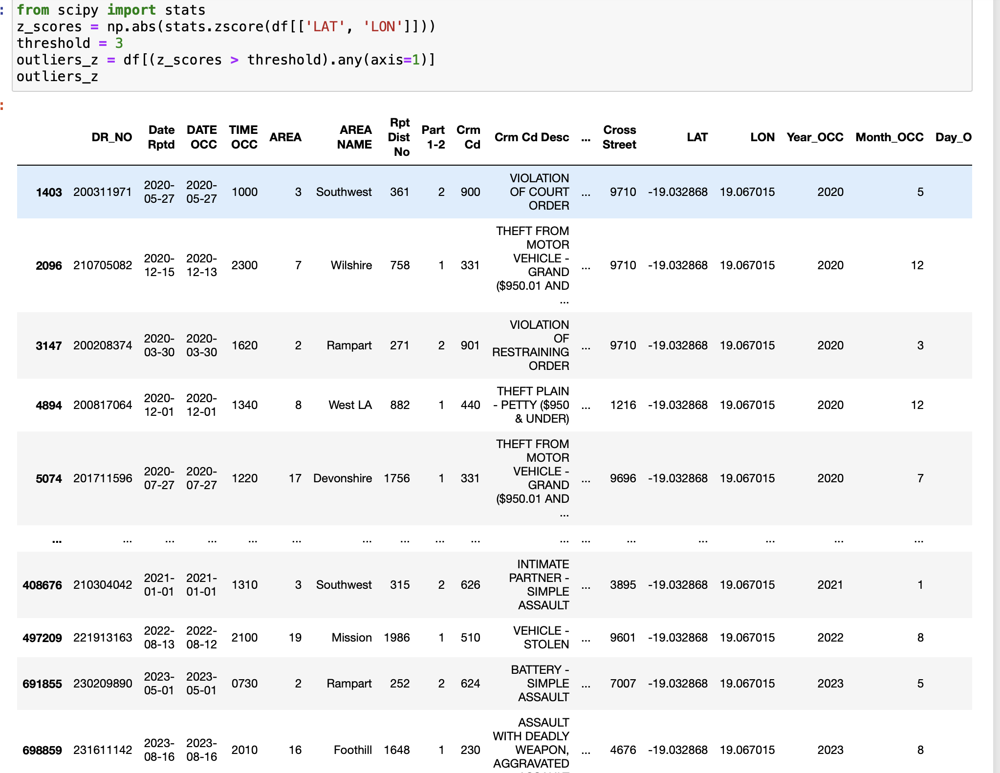 :
from scipy import stats
z_scores = np.abs(stats.zscore(df[['LAT', 'LON']]))
threshold = 3
outliers_z = df[(z_scores > threshold).any(axis=1)]
outliers_z
:
DR_NO Date Rptd DATE OCC TIME OCC AREA AREA NAME Rpt Dist No Part 1-2 Crm Cd Crm Cd Desc ... Cross Street LAT LON Year_OCC Month_OCC Day_O
1403 200311971 2020-05-27 2020-05-27 1000 3 Southwest 361 2 900 VIOLATION OF COURT ORDER ... 9710 -19.032868 19.067015 2020 5
2096 210705082 2020-12-15 2020-12-13 2300 7 Wilshire 758 1 331 THEFT FROM MOTOR VEHICLE - GRAND ($950.01 AND ... ... 9710 -19.032868 19.067015 2020 12
3147 200208374 2020-03-30 2020-03-30 1620 2 Rampart 271 2 901 VIOLATION OF RESTRAINING ORDER ... 9710 -19.032868 19.067015 2020 3
4894 200817064 2020-12-01 2020-12-01 1340 8 West LA 882 1 440 THEFT PLAIN - PETTY ($950 & UNDER) ... 1216 -19.032868 19.067015 2020 12
5074 201711596 2020-07-27 2020-07-27 1220 17 Devonshire 1756 1 331 THEFT FROM MOTOR VEHICLE - GRAND ($950.01 AND ... ... 9696 -19.032868 19.067015 2020 7
... ... ... ... ... ... ... ... ... ... ... ... ... ... ... ... ...
408676 210304042 2021-01-01 2021-01-01 1310 3 Southwest 315 2 626 INTIMATE PARTNER - SIMPLE ASSAULT ... 3895 -19.032868 19.067015 2021 1
497209 221913163 2022-08-13 2022-08-12 2100 19 Mission 1986 1 510 VEHICLE - STOLEN ... 9601 -19.032868 19.067015 2022 8
691855 230209890 2023-05-01 2023-05-01 0730 2 Rampart 252 2 624 BATTERY - SIMPLE ASSAULT ... 7007 -19.032868 19.067015 2023 5
698859 231611142 2023-08-16 2023-08-16 2010 16 Foothill 1648 1 230 ASSAULT WITH DEADLY WEAPON, AGGRAVATED ... 4676 -19.032868 19.067015 2023 8